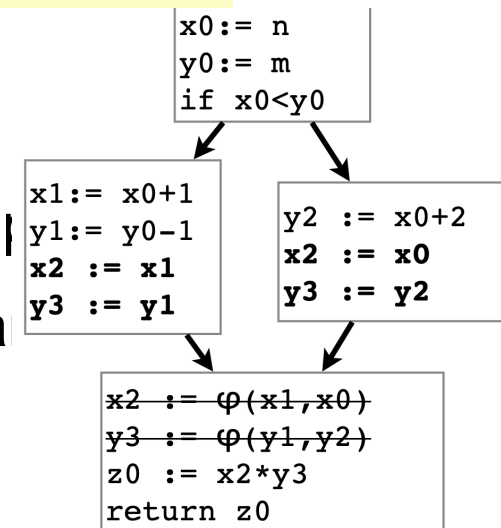 x0:= n
y0:= m
if x0<y0
x1:= x0+1
y1:= y0-1
x2 := x1
y3 := y1
y2 := x0+2
x2 := x0
y3 := y2
x2 := φ(x1,x0)
y3 := φ(y1,y2)
z0 := x2*y3
return z0